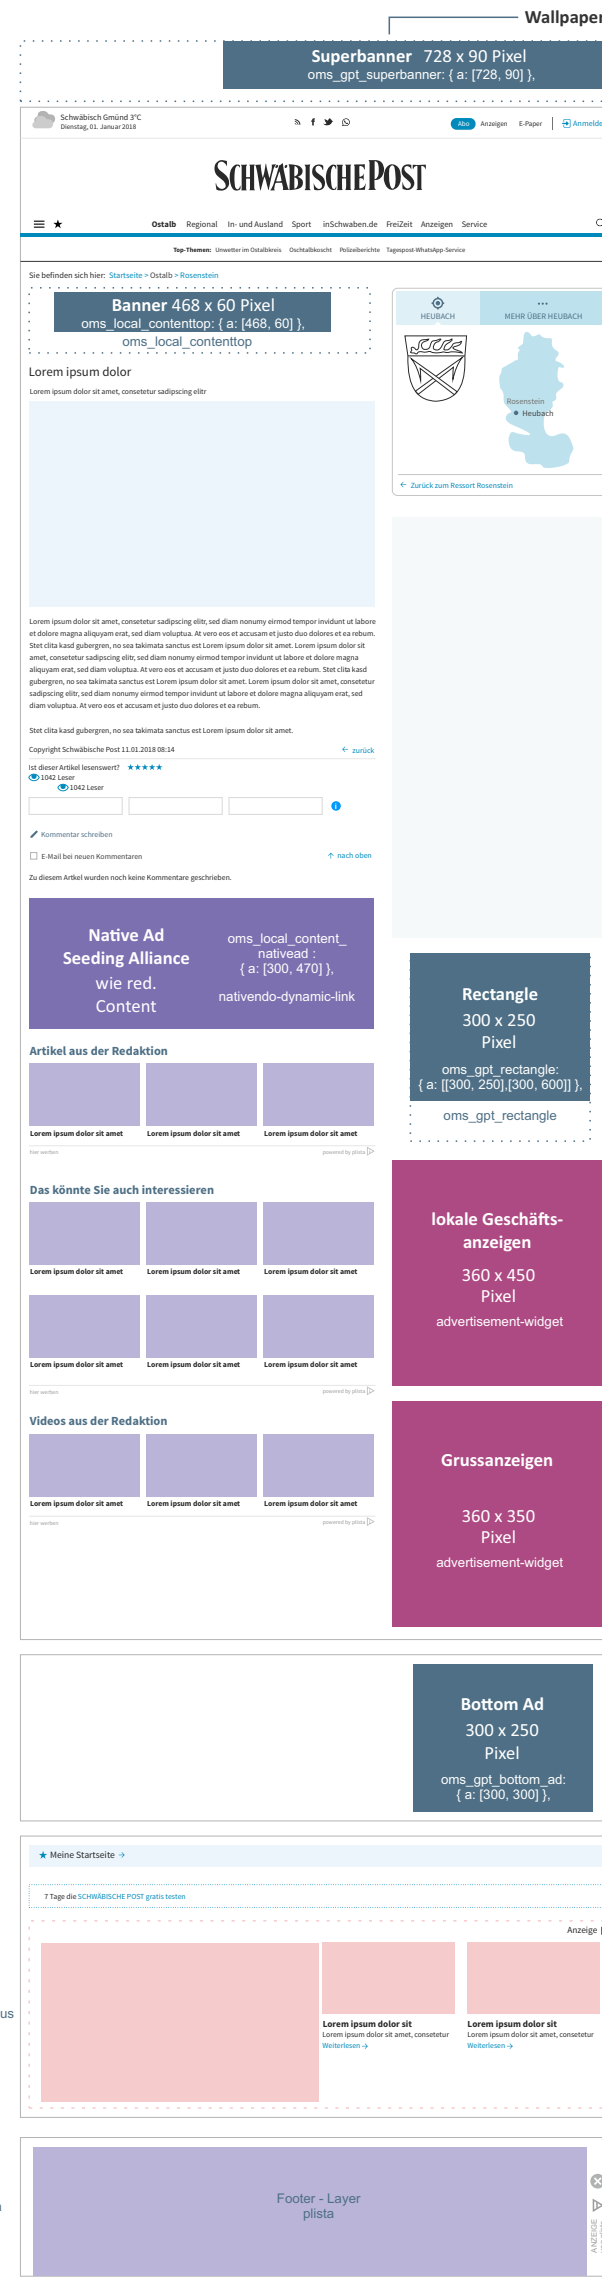 Wallpaper
Superbanner 728 x 90 Pixel
oms_gpt_superbanner: { a: [728, 90] },
Schwäbisch Gmünd 3°C
Dienstag, 01. Januar 2018
Abo Anzeigen E-Paper Anmelde
SCHWÄBISCHE POST
Ostalb Regional In- und Ausland Sport inSchwaben.de FreiZeit Anzeigen Service
Top-Themen: Unwetter im Ostalbkreis Oschtalbkoscht Polizeiberichte Tagespost-WhatsApp-Service
Sie befinden sich hier: Startseite > Ostalb > Rosenstein
Banner 468 x 60 Pixel
oms_local_contenttop: { a: [468, 60] },
oms_local_contenttop
HEUBACH
MEHR ÜBER HEUBACH
Rosenstein
Heubach
← Zurück zum Ressort Rosenstein
Lorem ipsum dolor
Lorem ipsum dolor sit amet, consetetur sadipscing elitr
Lorem ipsum dolor sit amet, consetetur sadipscing elitr, sed diam nonumy eirmod tempor invidunt ut labore
et dolore magna aliquyam erat, sed diam voluptua. At vero eos et accusam et justo duo dolores et ea rebum.
Stet clita kasd gubergren, no sea takimata sanctus est Lorem ipsum dolor sit amet. Lorem ipsum dolor sit
amet, consetetur sadipscing elitr, sed diam nonumy eirmod tempor invidunt ut labore et dolore magna
aliquyam erat, sed diam voluptua. At vero eos et accusam et justo duo dolores et ea rebum. Stet clita kasd
gubergren, no sea takimata sanctus est Lorem ipsum dolor sit amet. Lorem ipsum dolor sit amet, consetetur
sadipscing elitr, sed diam nonumy eirmod tempor invidunt ut labore et dolore magna aliquyam erat, sed
diam voluptua. At vero eos et accusam et justo duo dolores et ea rebum.
Stet clita kasd gubergren, no sea takimata sanctus est Lorem ipsum dolor sit amet.
Copyright Schwäbische Post 11.01.2018 08:14
← zurück
Ist dieser Artikel lesenswert? ★★★★★
1042 Leser
1042 Leser
Kommentar schreiben
E-Mail bei neuen Kommentaren
↑ nach oben
Zu diesem Artkel wurden noch keine Kommentare geschrieben.
Native Ad
Seeding Alliance
wie red.
Content
oms_local_content_
nativead :
{ a: [300, 470] },
nativendo-dynamic-link
Rectangle
300 x 250
Pixel
oms_gpt_rectangle:
{ a: [[300, 250],[300, 600]] },
oms_gpt_rectangle
Artikel aus der Redaktion
Lorem ipsum dolor sit amet Lorem ipsum dolor sit amet Lorem ipsum dolor sit amet
hier werben powered by plista
Das könnte Sie auch interessieren
Lorem ipsum dolor sit amet Lorem ipsum dolor sit amet Lorem ipsum dolor sit amet
Lorem ipsum dolor sit amet Lorem ipsum dolor sit amet Lorem ipsum dolor sit amet
hier werben powered by plista
lokale Geschäfts-
anzeigen
360 x 450
Pixel
advertisement-widget
Videos aus der Redaktion
Lorem ipsum dolor sit amet Lorem ipsum dolor sit amet Lorem ipsum dolor sit amet
hier werben powered by plista
Grussanzeigen
360 x 350
Pixel
advertisement-widget
Bottom Ad
300 x 250
Pixel
oms_gpt_bottom_ad:
{ a: [300, 300] },
★ Meine Startseite →
7 Tage die SCHWÄBISCHE POST gratis testen
Anzeige |
us
Lorem ipsum dolor sit
Lorem ipsum dolor sit amet, consetetur
Weiterlesen →
Lorem ipsum dolor sit
Lorem ipsum dolor sit amet, consetetur
Weiterlesen →
Footer - Layer
plista
ANZEIGE